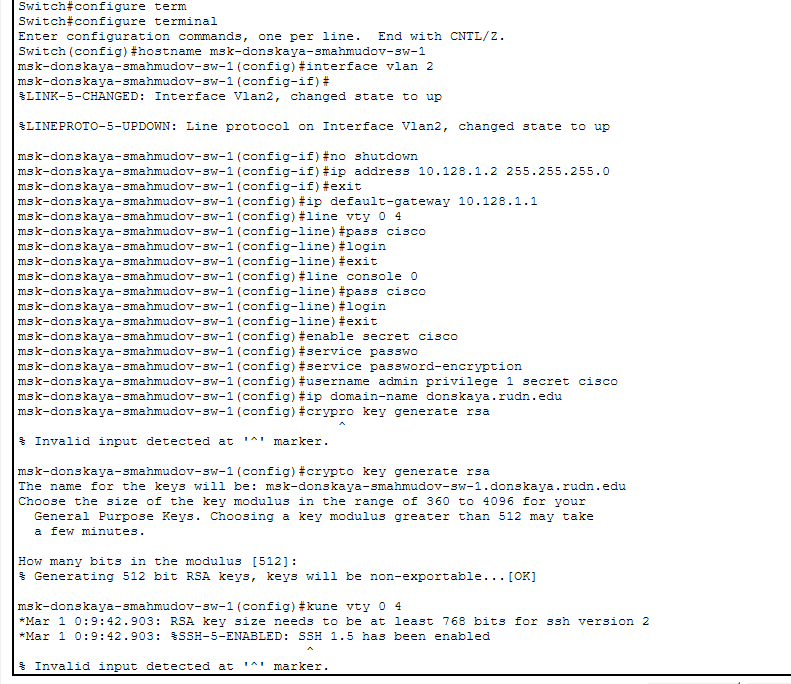 Switch#configure term
Switch#configure terminal
Enter configuration commands, one per line.  End with CNTL/Z.
Switch(config)#hostname msk-donskaya-smahmudov-sw-1
msk-donskaya-smahmudov-sw-1(config)#interface vlan 2
msk-donskaya-smahmudov-sw-1(config-if)#
%LINK-5-CHANGED: Interface Vlan2, changed state to up

%LINEPROTO-5-UPDOWN: Line protocol on Interface Vlan2, changed state to up

msk-donskaya-smahmudov-sw-1(config-if)#no shutdown
msk-donskaya-smahmudov-sw-1(config-if)#ip address 10.128.1.2 255.255.255.0
msk-donskaya-smahmudov-sw-1(config-if)#exit
msk-donskaya-smahmudov-sw-1(config)#ip default-gateway 10.128.1.1
msk-donskaya-smahmudov-sw-1(config)#line vty 0 4
msk-donskaya-smahmudov-sw-1(config-line)#pass cisco
msk-donskaya-smahmudov-sw-1(config-line)#login
msk-donskaya-smahmudov-sw-1(config-line)#exit
msk-donskaya-smahmudov-sw-1(config)#line console 0
msk-donskaya-smahmudov-sw-1(config-line)#pass cisco
msk-donskaya-smahmudov-sw-1(config-line)#login
msk-donskaya-smahmudov-sw-1(config-line)#exit
msk-donskaya-smahmudov-sw-1(config)#enable secret cisco
msk-donskaya-smahmudov-sw-1(config)#service passwo
msk-donskaya-smahmudov-sw-1(config)#service password-encryption
msk-donskaya-smahmudov-sw-1(config)#username admin privilege 1 secret cisco
msk-donskaya-smahmudov-sw-1(config)#ip domain-name donskaya.rudn.edu
msk-donskaya-smahmudov-sw-1(config)#crypro key generate rsa
^
% Invalid input detected at '^' marker.

msk-donskaya-smahmudov-sw-1(config)#crypto key generate rsa
The name for the keys will be: msk-donskaya-smahmudov-sw-1.donskaya.rudn.edu
Choose the size of the key modulus in the range of 360 to 4096 for your
General Purpose Keys. Choosing a key modulus greater than 512 may take
a few minutes.

How many bits in the modulus [512]:
% Generating 512 bit RSA keys, keys will be non-exportable...[OK]

msk-donskaya-smahmudov-sw-1(config)#kune vty 0 4
*Mar 1 0:9:42.903: RSA key size needs to be at least 768 bits for ssh version 2
*Mar 1 0:9:42.903: %SSH-5-ENABLED: SSH 1.5 has been enabled
^
% Invalid input detected at '^' marker.